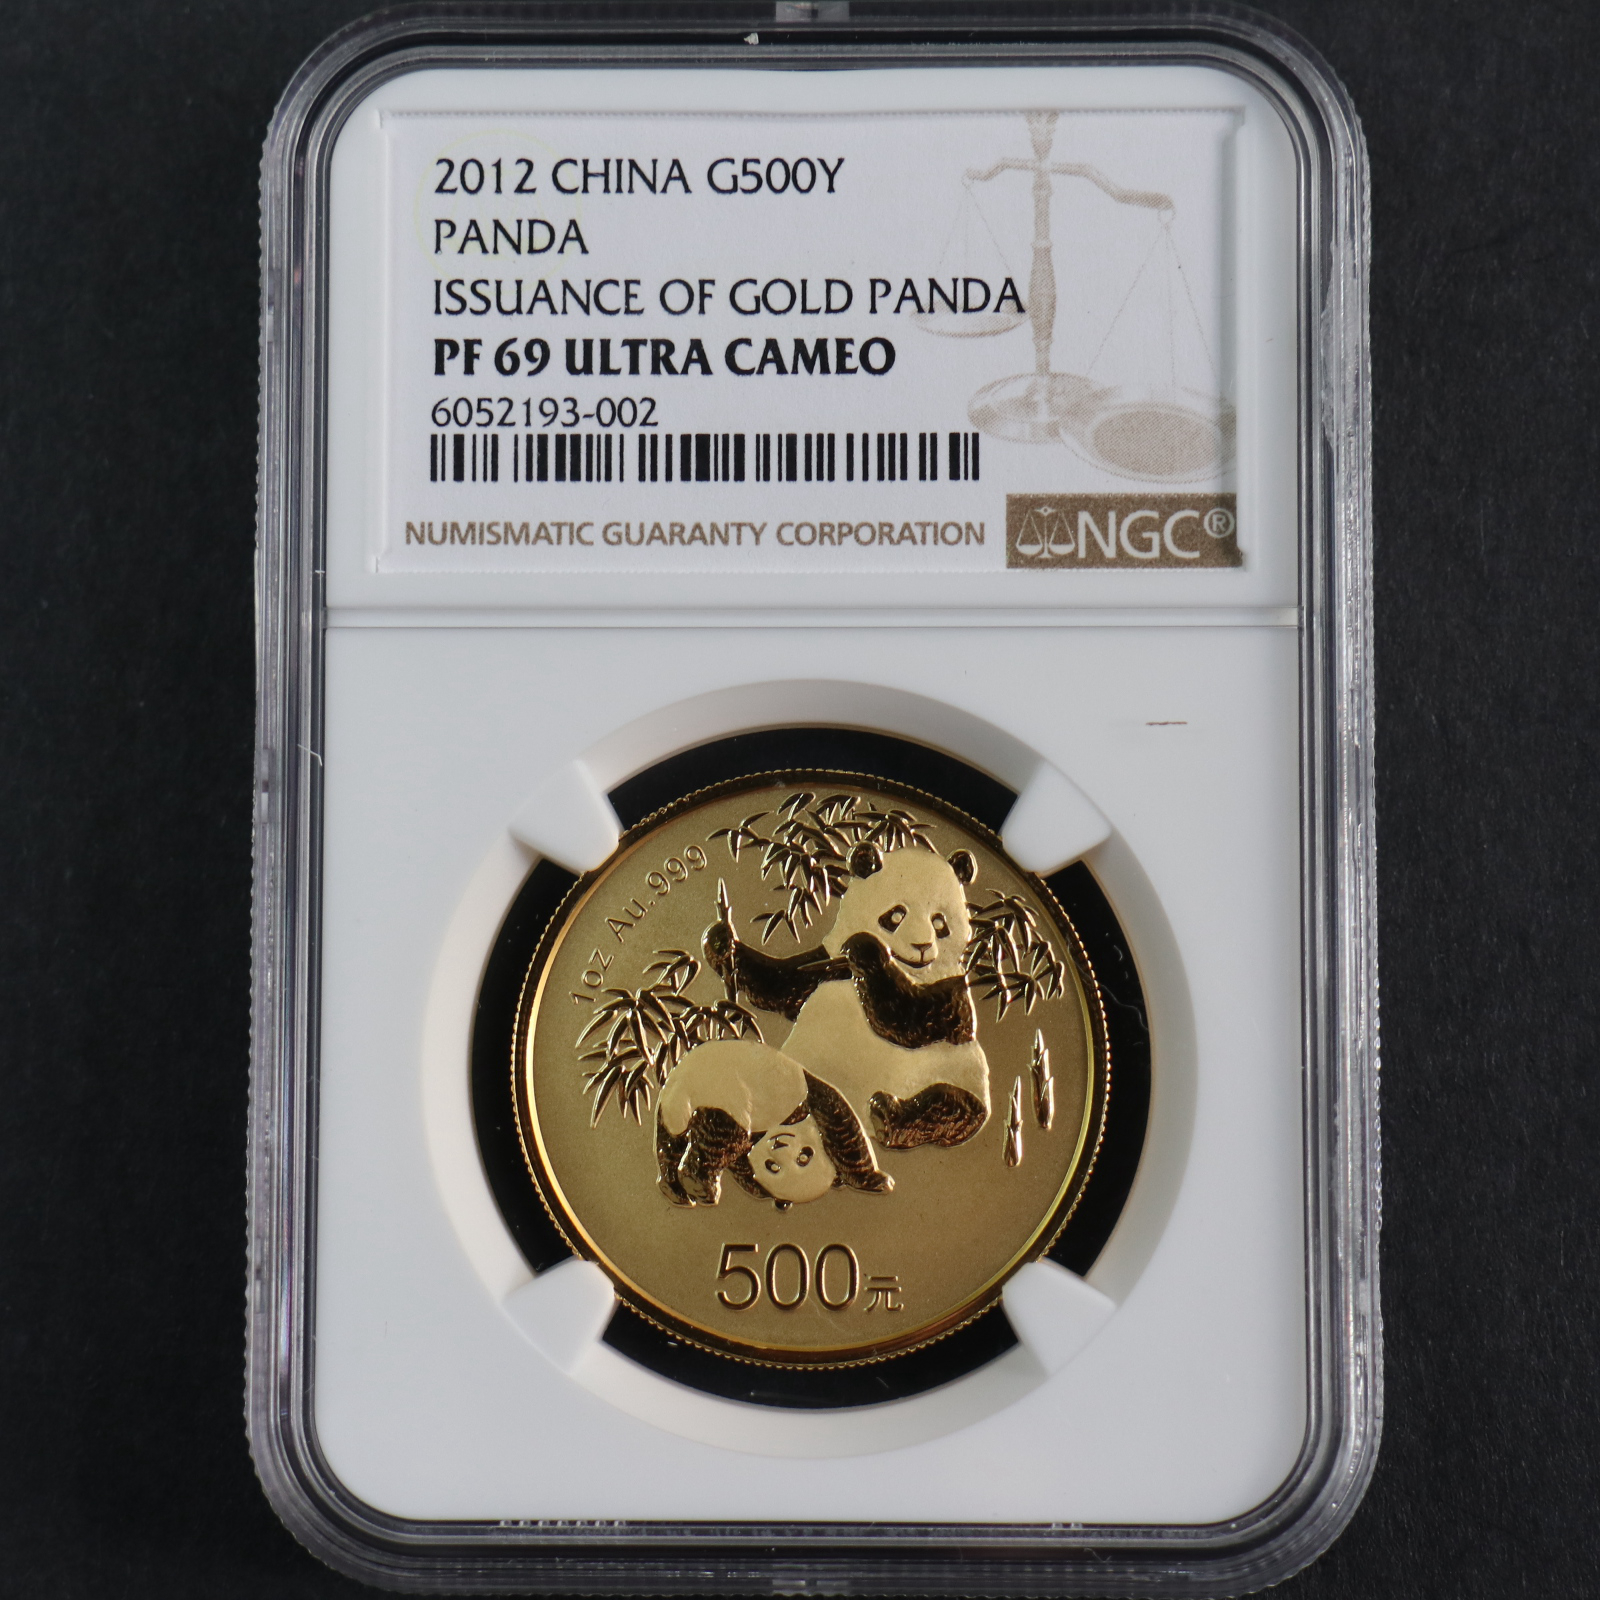 2012 CHINA G500Y
PANDA
ISSUANCE OF GOLD PANDA
PF 69 ULTRA CAMEO
6052193-002
NUMISMATIC GUARANTY CORPORATION
NGC®
1oz Au.999
500元